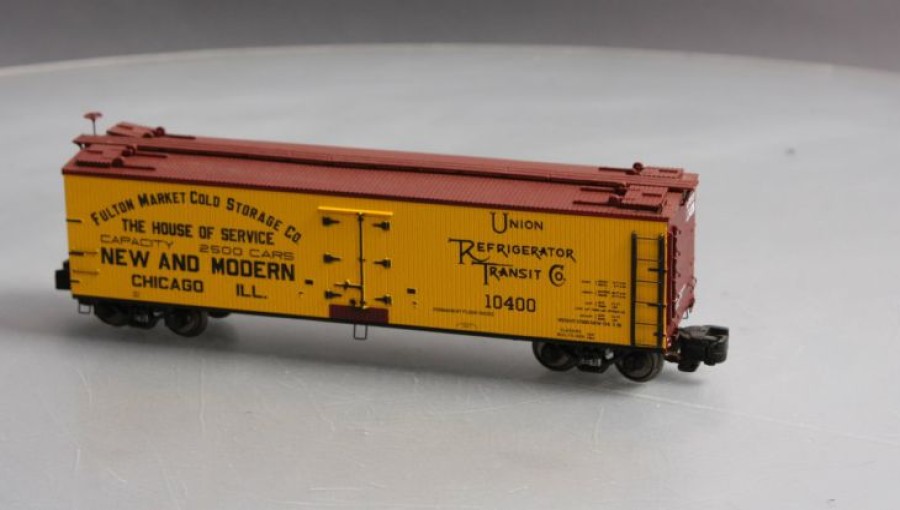 FULTON MARKET COLD STORAGE CO.
THE HOUSE OF SERVICE
CAPACITY 2500 CARS
NEW AND MODERN
CHICAGO ILL.
UNION
REFRIGERATOR
TRANSIT CO.
10400